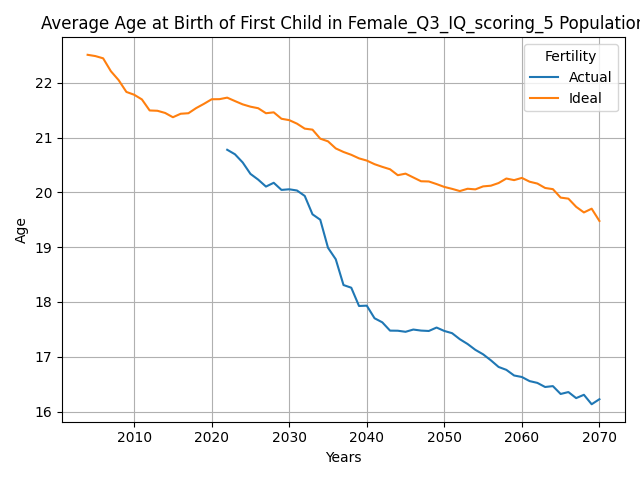 Average Age at Birth of First Child in Female_Q3_IQ_scoring_5 Population
Fertility
Actual
Ideal
22
21
20
19
18
17
16
Age
2010 2020 2030 2040 2050 2060 2070
Years